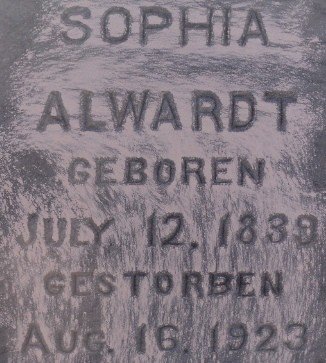 SOPHIA
ALWARDT
GEBOREN
JULY. 12, 1839
GESTORBEN
AUG. 16, 1923